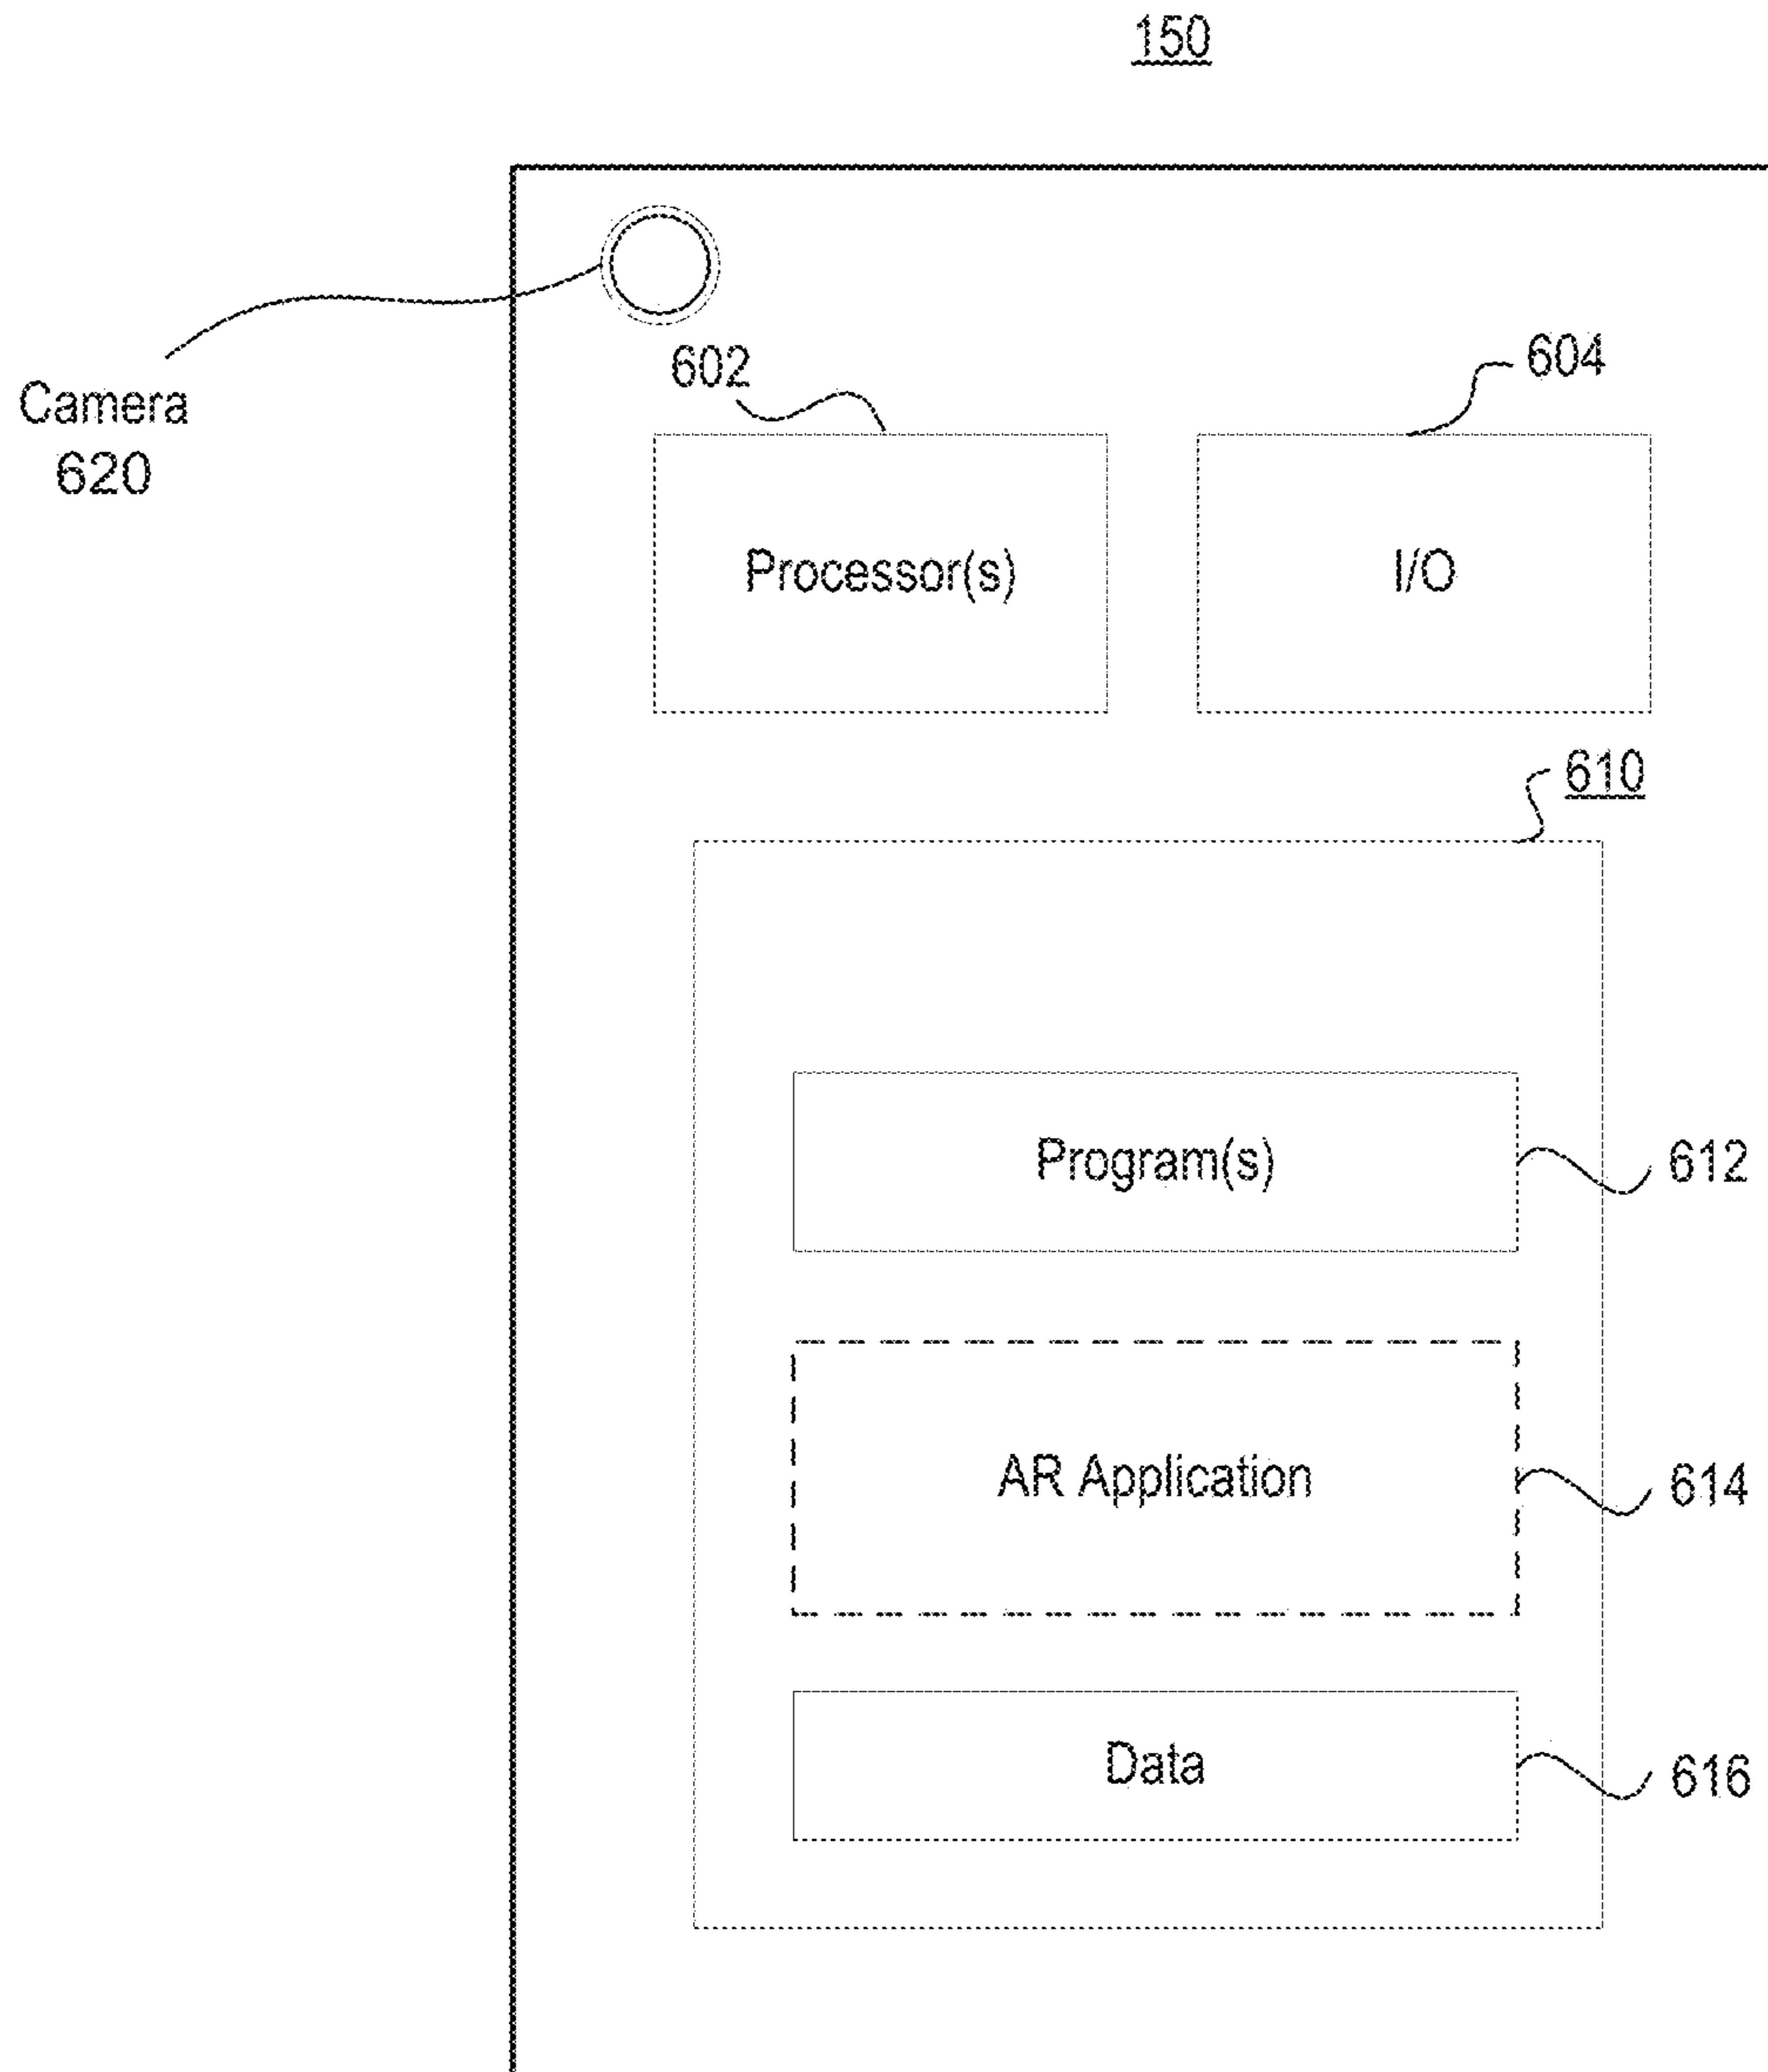 150
Camera
620
602
604
Processor(s)
I/O
610
Program(s)
612
AR Application
614
Data
616